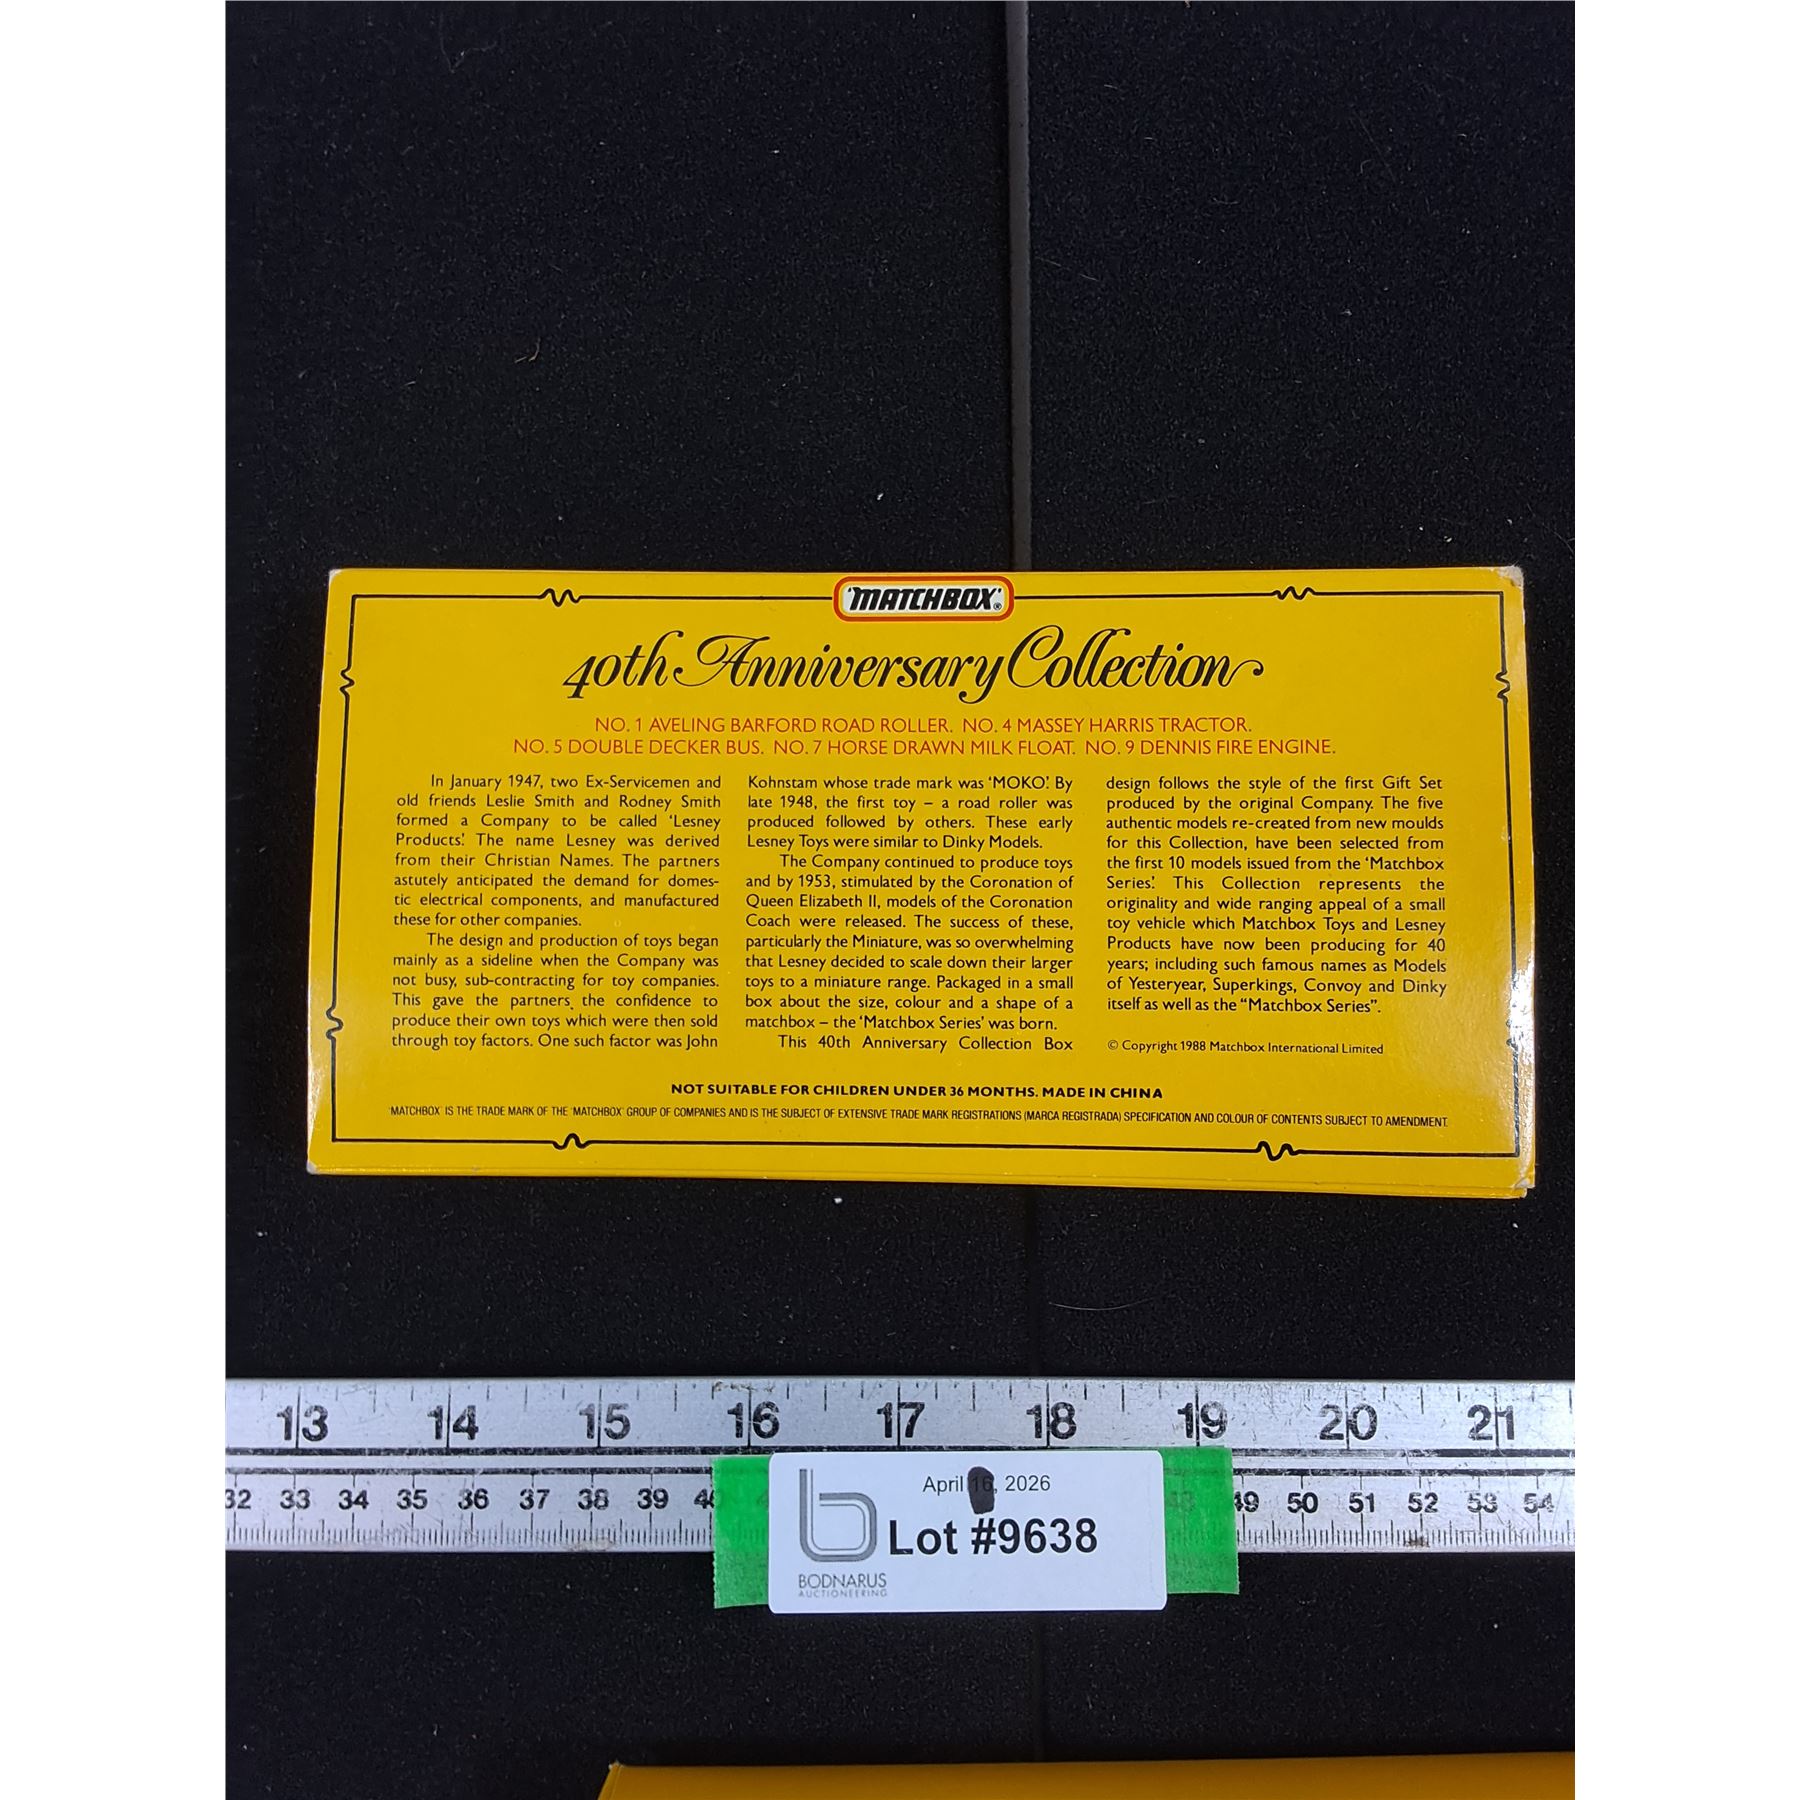 'MATCHBOX'®
40th Anniversary Collection
NO. 1 AVELING BARFORD ROAD ROLLER. NO. 4 MASSEY HARRIS TRACTOR.
NO. 5 DOUBLE DECKER BUS. NO. 7 HORSE DRAWN MILK FLOAT. NO. 9 DENNIS FIRE ENGINE.
In January 1947, two Ex-Servicemen and
old friends Leslie Smith and Rodney Smith
formed a Company to be called 'Lesney
Products'. The name Lesney was derived
from their Christian Names. The partners
astutely anticipated the demand for domes-
tic electrical components, and manufactured
these for other companies.
The design and production of toys began
mainly as a sideline when the Company was
not busy, sub-contracting for toy companies.
This gave the partners the confidence to
produce their own toys which were then sold
through toy factors. One such factor was John
Kohnstam whose trade mark was 'MOKO'. By
late 1948, the first toy – a road roller was
produced followed by others. These early
Lesney Toys were similar to Dinky Models.
The Company continued to produce toys
and by 1953, stimulated by the Coronation of
Queen Elizabeth II, models of the Coronation
Coach were released. The success of these,
particularly the Miniature, was so overwhelming
that Lesney decided to scale down their larger
toys to a miniature range. Packaged in a small
box about the size, colour and a shape of a
matchbox – the 'Matchbox Series' was born.
This 40th Anniversary Collection Box
design follows the style of the first Gift Set
produced by the original Company. The five
authentic models re-created from new moulds
for this Collection, have been selected from
the first 10 models issued from the 'Matchbox
Series'. This Collection represents the
originality and wide ranging appeal of a small
toy vehicle which Matchbox Toys and Lesney
Products have now been producing for 40
years; including such famous names as Models
of Yesteryear, Superkings, Convoy and Dinky
itself as well as the "Matchbox Series".
© Copyright 1988 Matchbox International Limited
NOT SUITABLE FOR CHILDREN UNDER 36 MONTHS. MADE IN CHINA
'MATCHBOX' IS THE TRADE MARK OF THE 'MATCHBOX' GROUP OF COMPANIES AND IS THE SUBJECT OF EXTENSIVE TRADE MARK REGISTRATIONS (MARCA REGISTRADA) SPECIFICATION AND COLOUR OF CONTENTS SUBJECT TO AMENDMENT.
13 14 15 16 17 18 19 20 21
32 33 34 35 36 37 38 39 49 50 51 52 53 54
April 2026
Lot #9638
BODNARUS
AUCTIONEERING